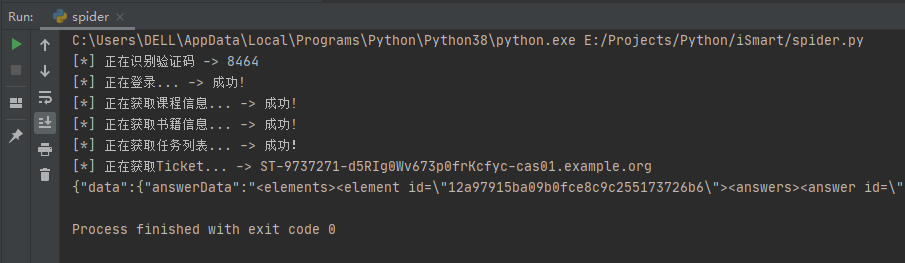 Run: spider
C:\Users\DELL\AppData\Local\Programs\Python\Python38\python.exe E:/Projects/Python/iSmart/spider.py
[*] 正在识别验证码 -> 8464
[*] 正在登录... -> 成功!
[*] 正在获取课程信息... -> 成功!
[*] 正在获取书籍信息... -> 成功!
[*] 正在获取任务列表... -> 成功!
[*] 正在获取Ticket... -> ST-9737271-d5RIg0Wv673p0frKcfyc-cas01.example.org
{"data":{"answerData":"<elements><element id=\"12a97915ba09b0fce8c9c255173726b6\"><answers><answer id=\"
Process finished with exit code 0